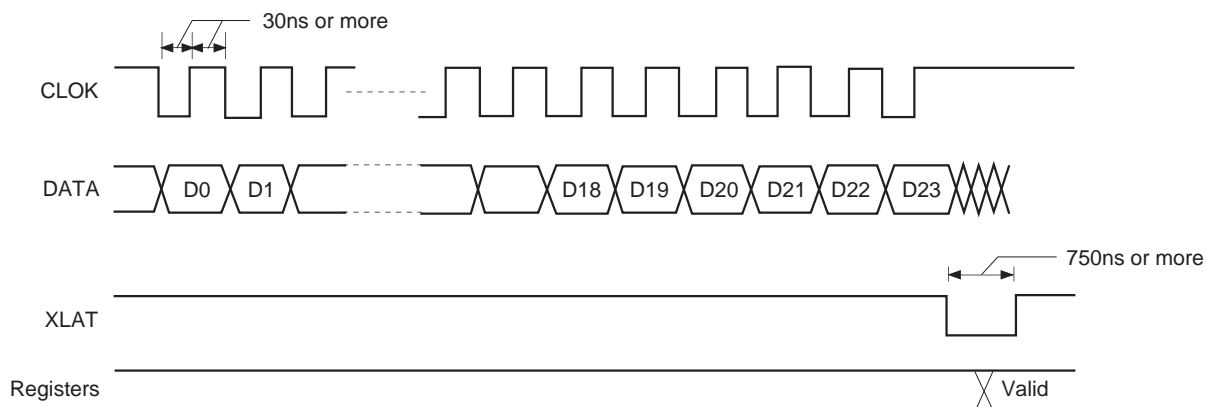 30ns or more
CLOK
DATA
D0 D1 D18 D19 D20 D21 D22 D23
750ns or more
XLAT
Registers
Valid